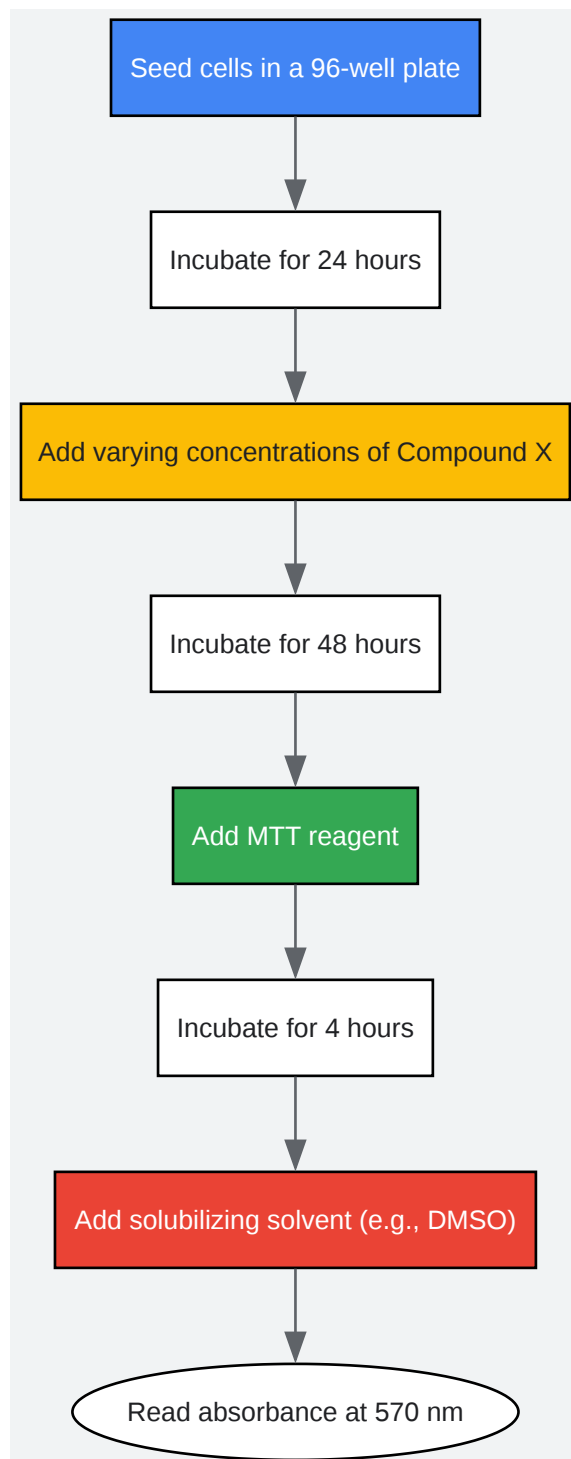 Seed cells in a 96-well plate
Incubate for 24 hours
Add varying concentrations of Compound X
Incubate for 48 hours
Add MTT reagent
Incubate for 4 hours
Add solubilizing solvent (e.g., DMSO)
Read absorbance at 570 nm